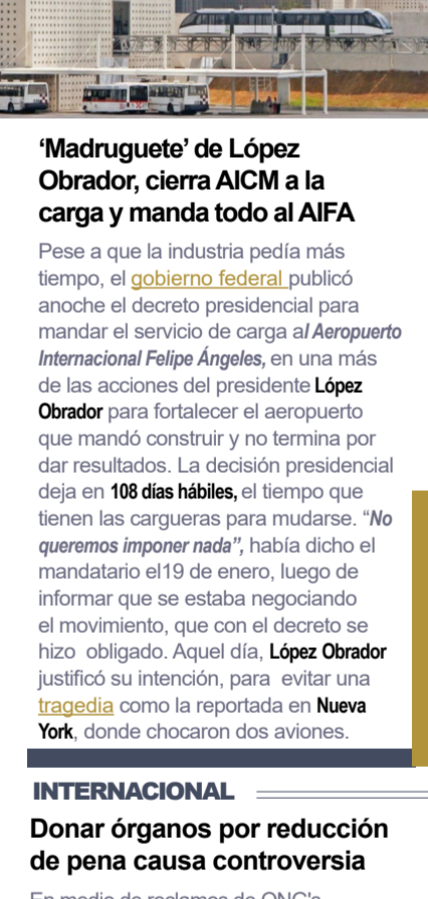 ‘Madruguete’ de López
Obrador, cierra AICM a la
carga y manda todo al AIFA
Pese a que la industria pedía más
tiempo, el gobierno federal publicó
anoche el decreto presidencial para
mandar el servicio de carga al Aeropuerto
Internacional Felipe Ángeles, en una más
de las acciones del presidente López
Obrador para fortalecer el aeropuerto
que mandó construir y no termina por
dar resultados. La decisión presidencial
deja en 108 días hábiles, el tiempo que
tienen las cargueras para mudarse. “No
queremos imponer nada”, había dicho el
mandatario el19 de enero, luego de
informar que se estaba negociando
el movimiento, que con el decreto se
hizo  obligado. Aquel día, López Obrador
justificó su intención, para  evitar una
tragedia como la reportada en Nueva
York, donde chocaron dos aviones.
INTERNACIONAL
Donar órganos por reducción
de pena causa controversia
En medio de reclamos de ONG's